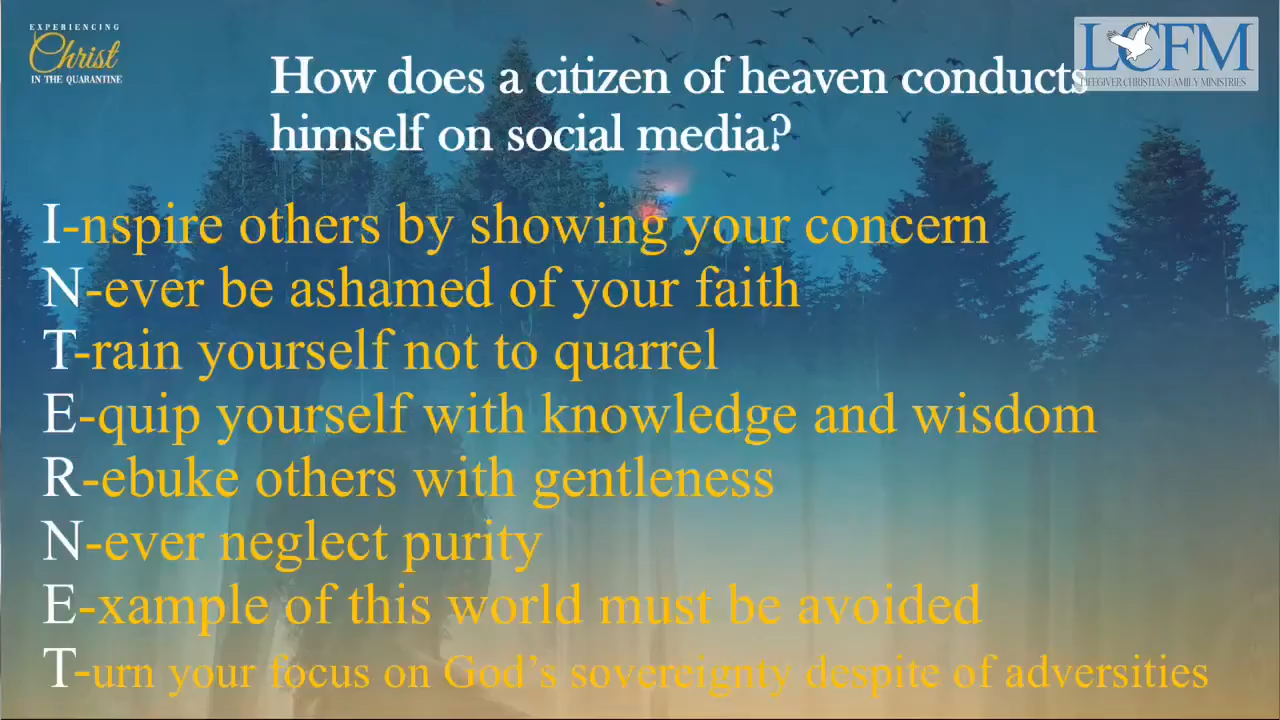 EXPERIENCING
Christ
IN THE QUARANTINE
LCFM
LIFEGIVER CHRISTIAN FAMILY MINISTRIES
How does a citizen of heaven conducts
himself on social media?
I-nspire others by showing your concern
N-ever be ashamed of your faith
T-rain yourself not to quarrel
E-quip yourself with knowledge and wisdom
R-ebuke others with gentleness
N-ever neglect purity
E-xample of this world must be avoided
T-urn your focus on God’s sovereignty despite of adversities